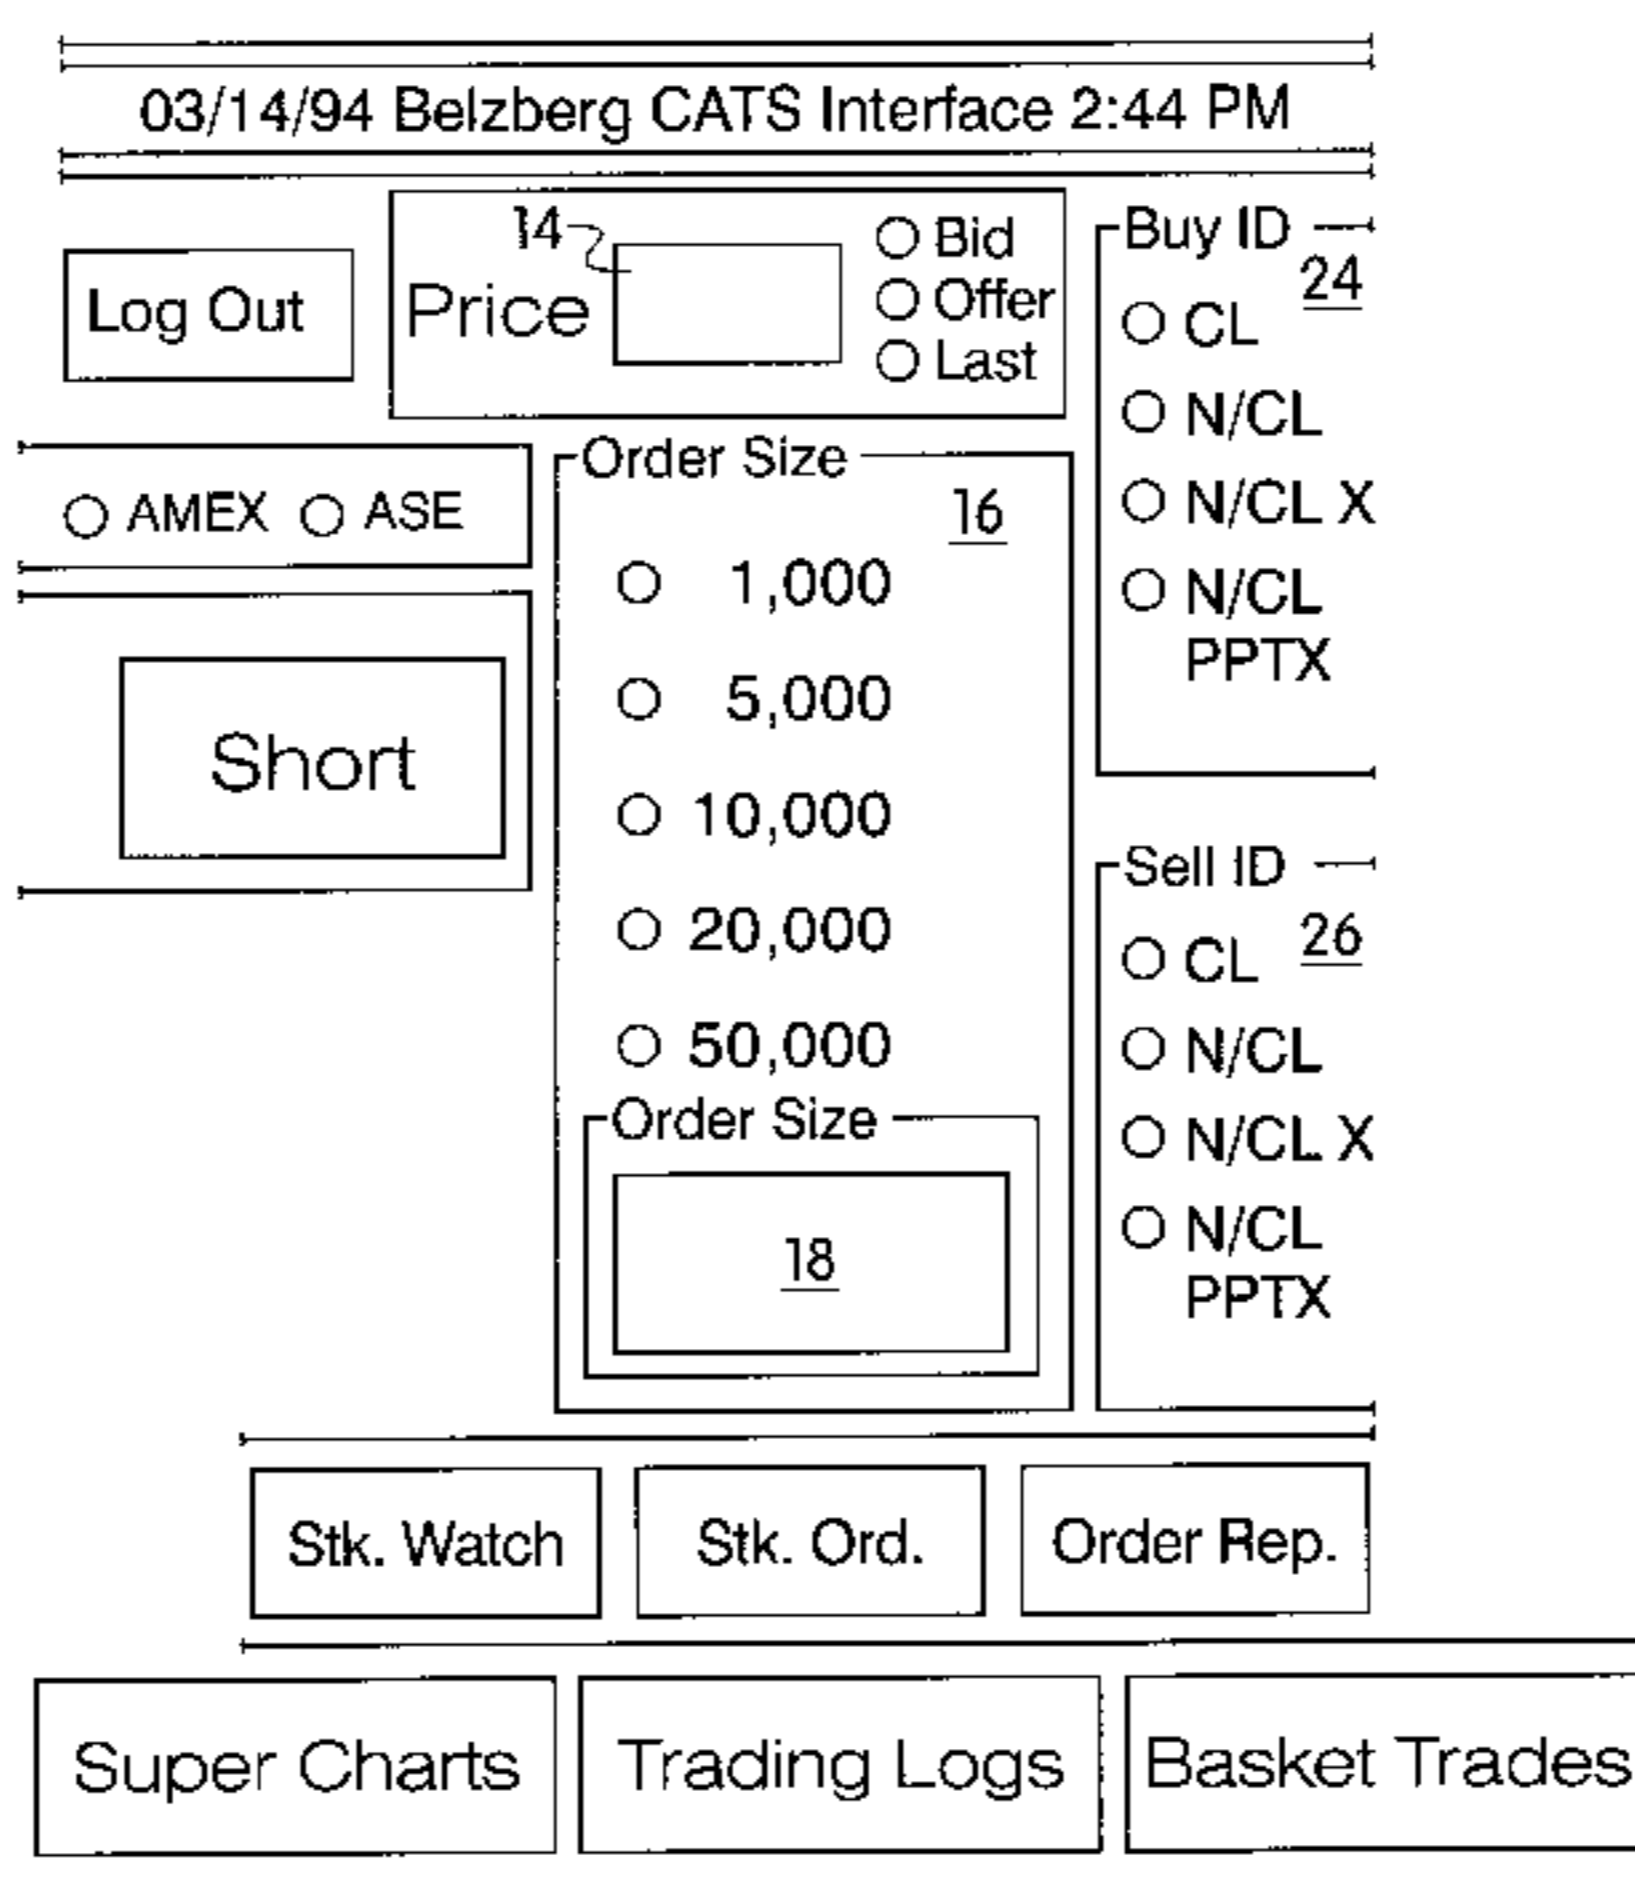 03/14/94 Belzberg CATS Interface 2:44 PM
Log Out
14
Price
Bid
Offer
Last
AMEX ASE
Short
Order Size
16
1,000
5,000
10,000
20,000
50,000
Order Size
18
Buy ID
24
CL
N/CL
N/CL X
N/CL
PPTX
Sell ID
26
CL
N/CL
N/CL X
N/CL
PPTX
Stk. Watch
Stk. Ord.
Order Rep.
Super Charts
Trading Logs
Basket Trades